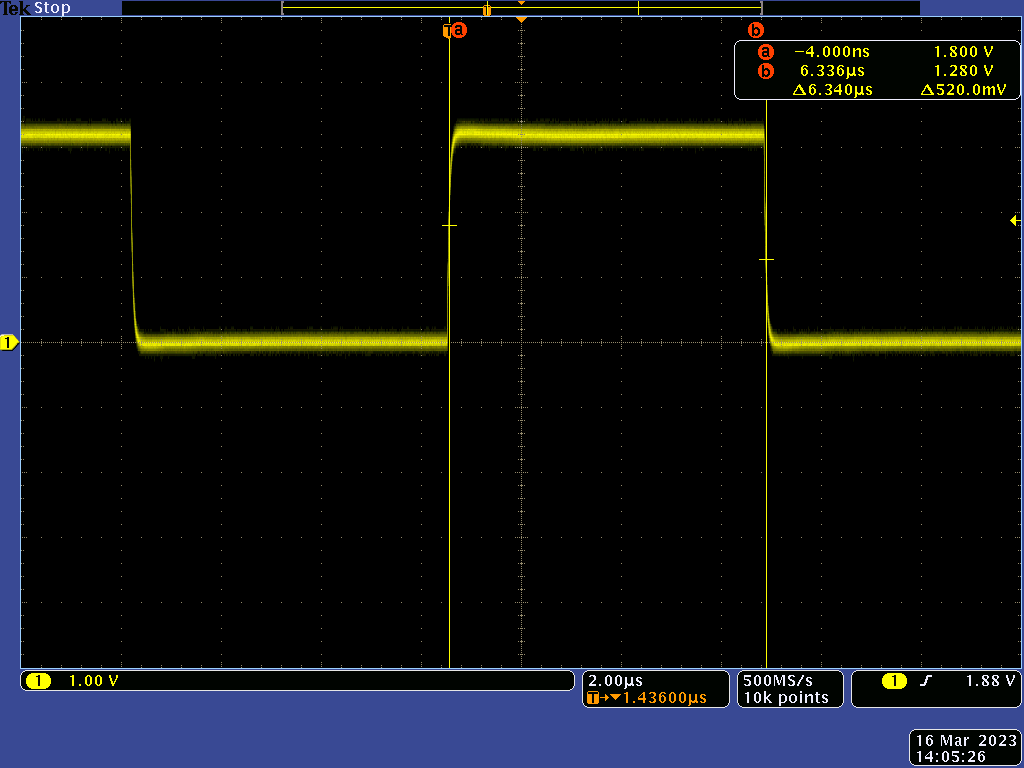 Tek Stop
T a b
a −4.000ns 1.800 V
b 6.336µs 1.280 V
Δ6.340µs Δ520.0mV
1
1 1.00 V
2.00µs
T→▼1.43600µs
500MS/s
10k points
1 ʃ 1.88 V
16 Mar 2023
14:05:26